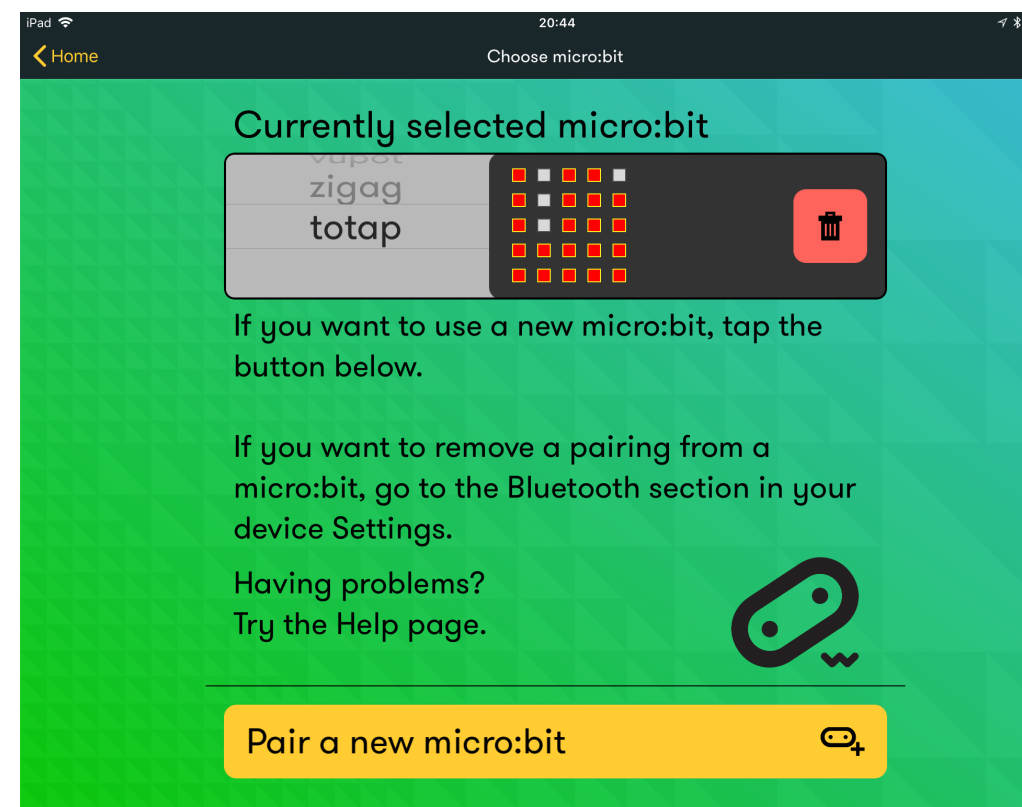 iPad 20:44
Home Choose micro:bit
Currently selected micro:bit
zigag
totap
If you want to use a new micro:bit, tap the
button below.
If you want to remove a pairing from a
micro:bit, go to the Bluetooth section in your
device Settings.
Having problems?
Try the Help page.
Pair a new micro:bit